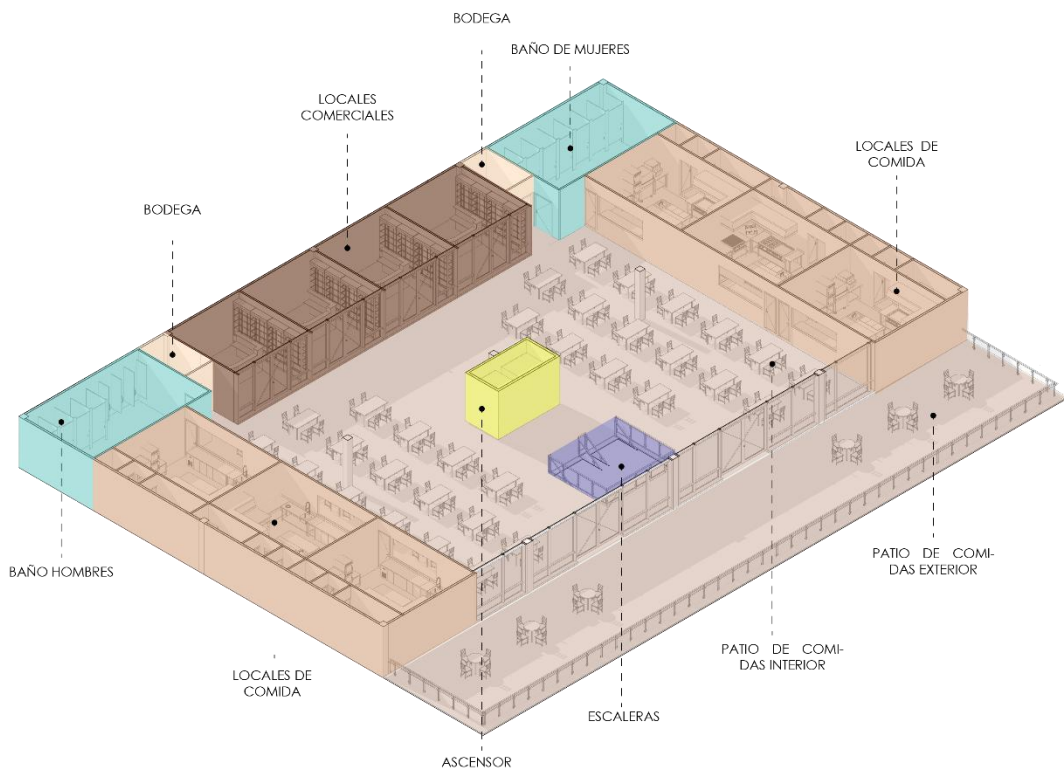 BODEGA
BAÑO DE MUJERES
LOCALES
COMERCIALES
LOCALES DE
COMIDA
BODEGA
BAÑO HOMBRES
PATIO DE COMI-
DAS EXTERIOR
PATIO DE COMI-
DAS INTERIOR
LOCALES DE
COMIDA
ESCALERAS
ASCENSOR